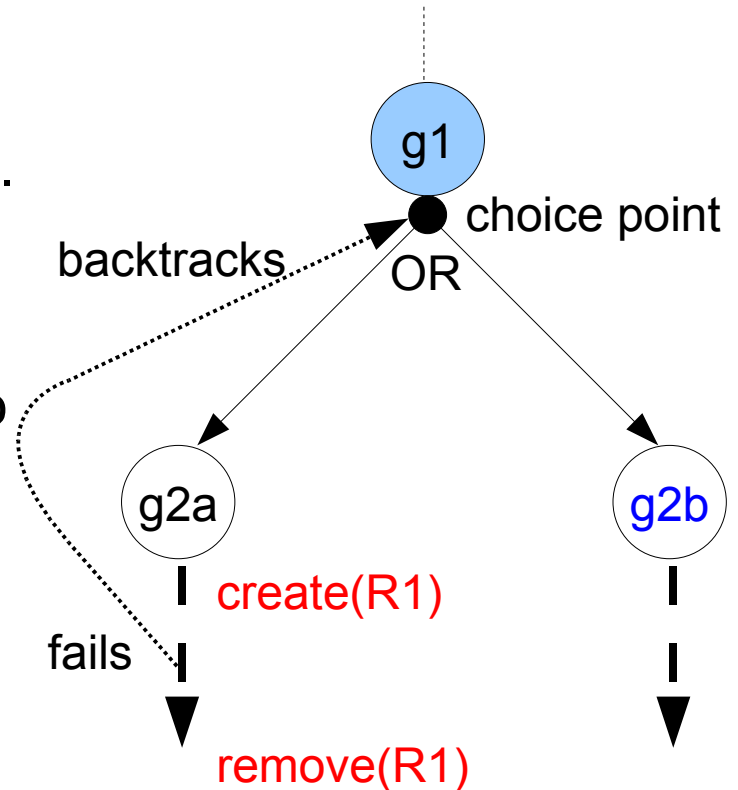 g1
.
choice point
backtracks
OR
g2a
g2b
create(R1)
fails
remove(R1)